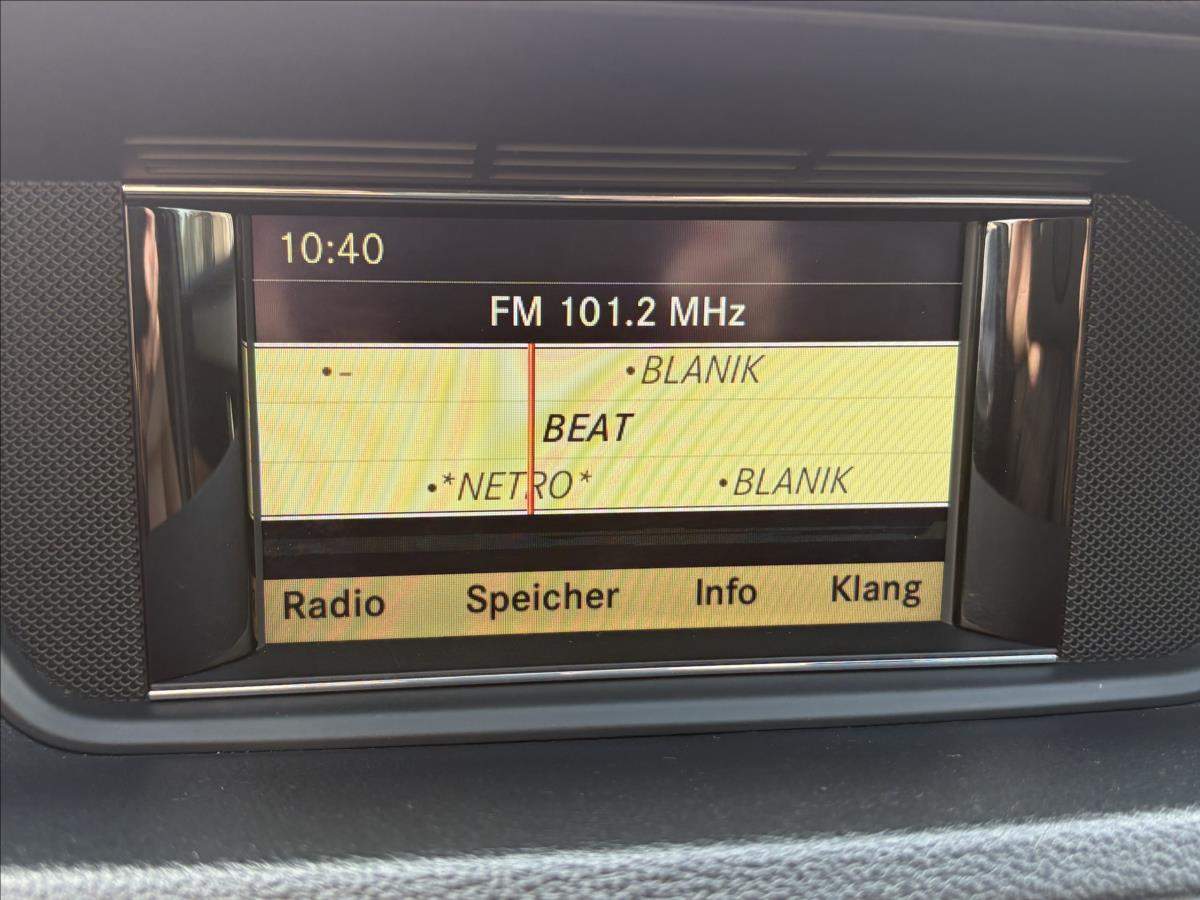 10:40
FM 101.2 MHz
•– •BLANIK
BEAT
•*NETRO* •BLANIK
Radio Speicher Info Klang